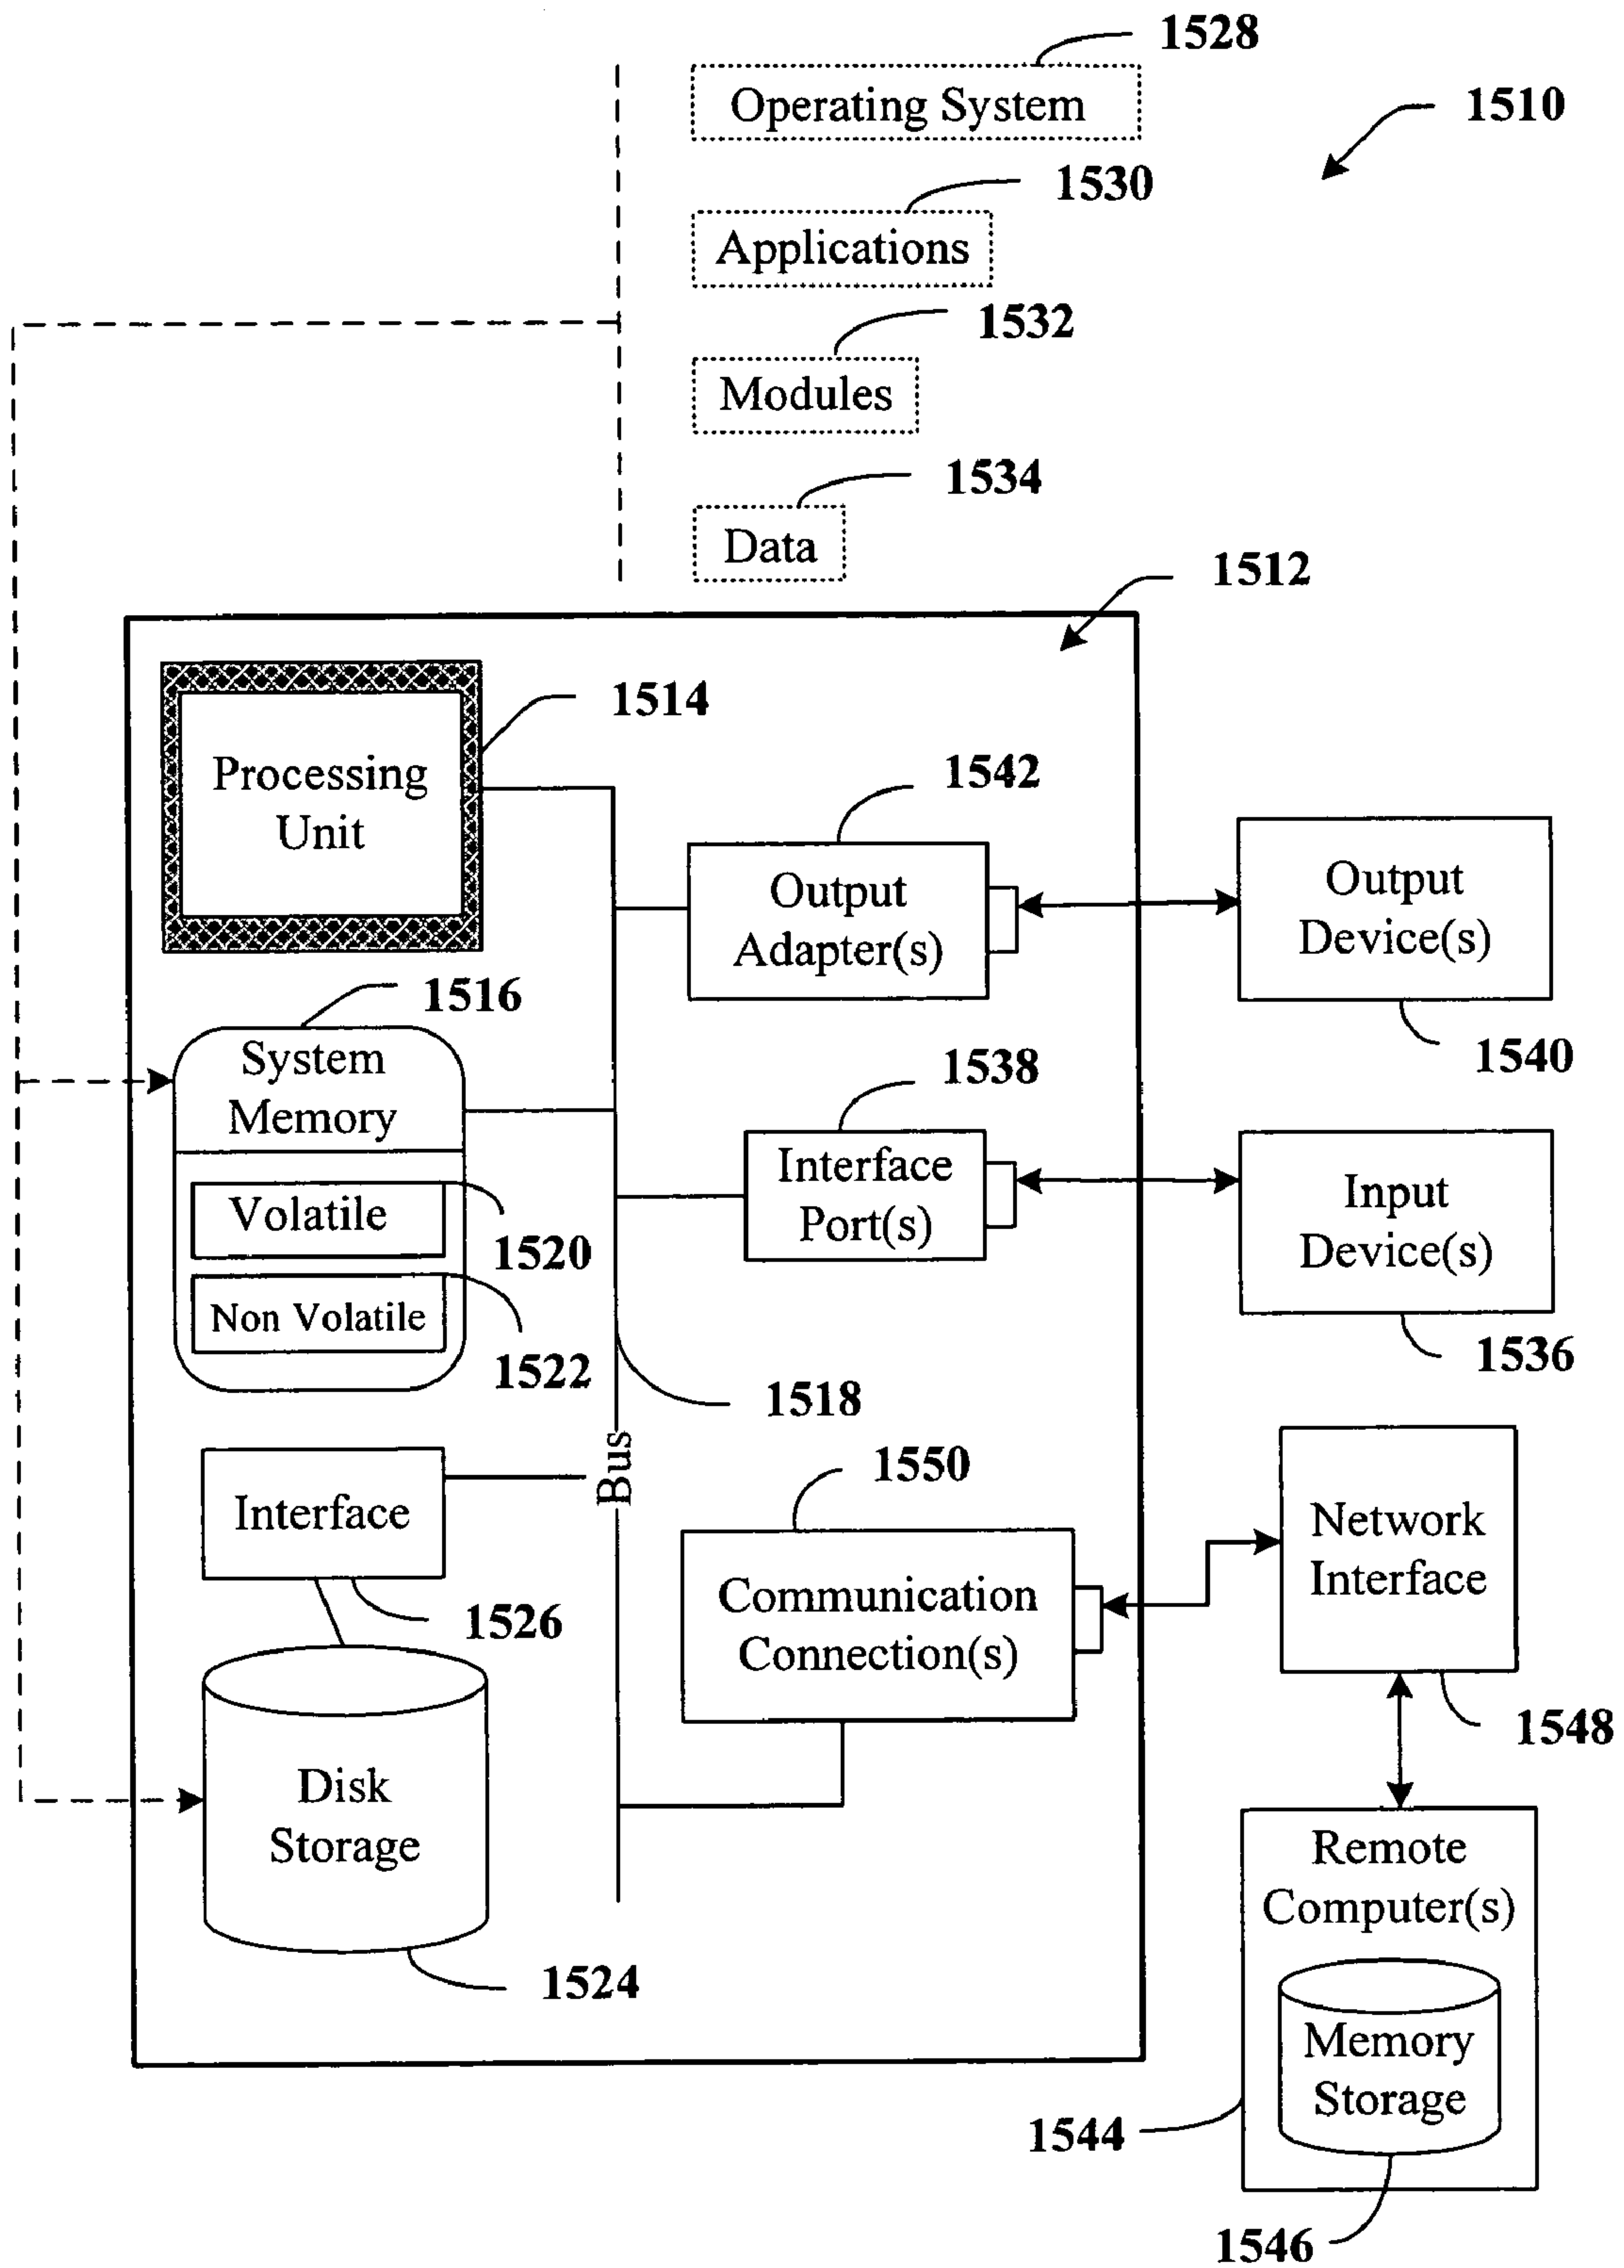 1528
Operating System
1510
1530
Applications
1532
Modules
1534
Data
1512
1514
Processing
Unit
1542
Output
Adapter(s)
Output
Device(s)
1540
1516
System
Memory
1538
Interface
Port(s)
Input
Device(s)
1536
Volatile
1520
Non Volatile
1522
1518
Bus
Interface
1526
1550
Communication
Connection(s)
Network
Interface
1548
Disk
Storage
1524
Remote
Computer(s)
Memory
Storage
1544
1546